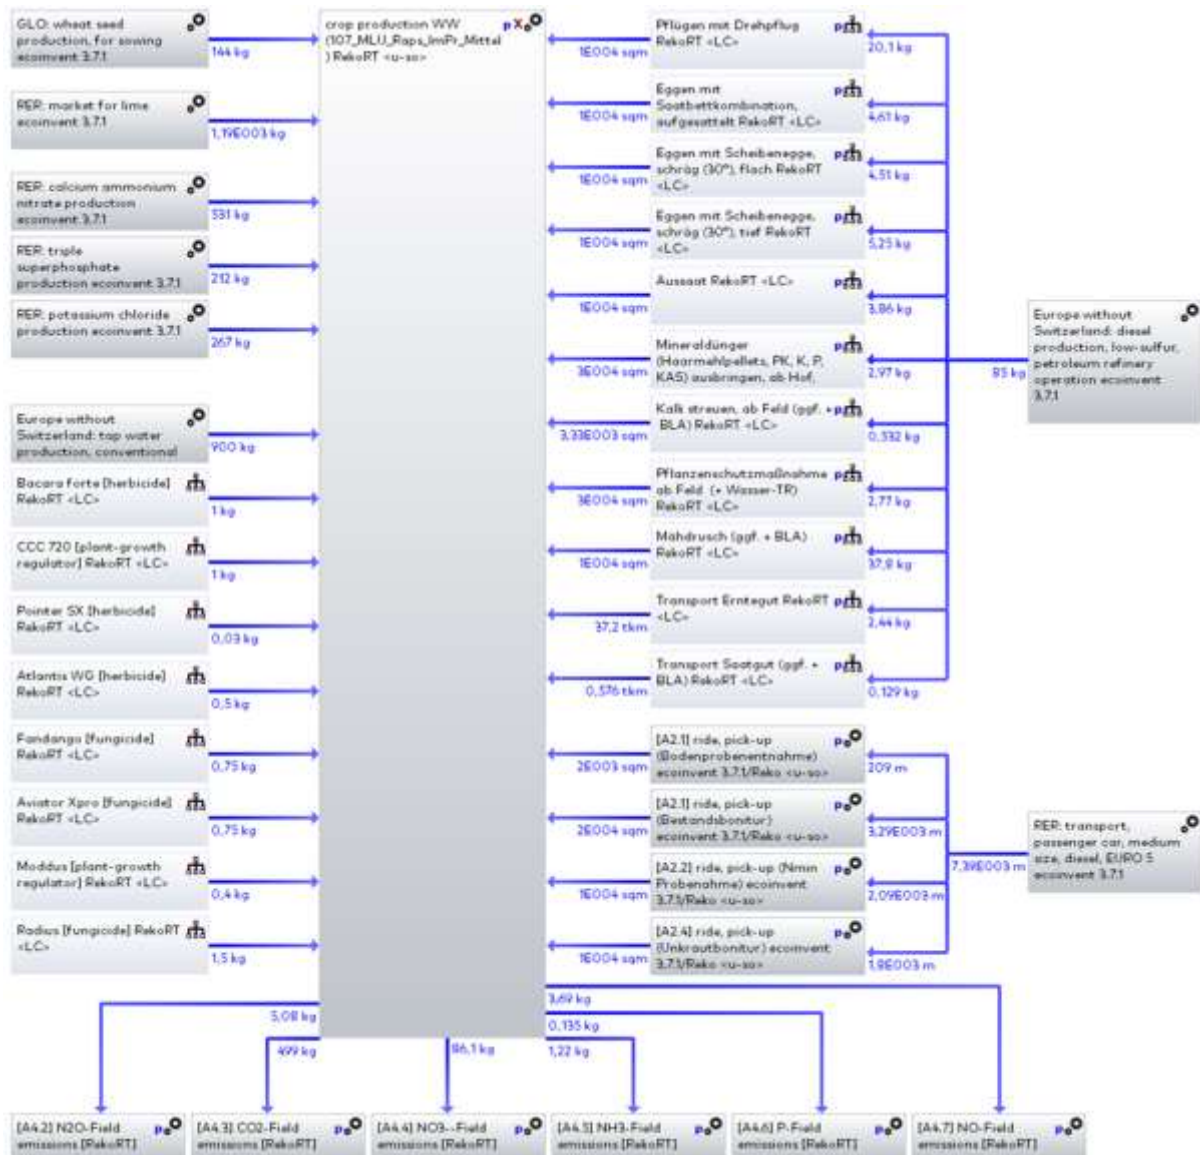 GLO: wheat seed
production, for sowing
ecoinvent 3.7.1
144 kg
RER: market for lime
ecoinvent 3.7.1
1,19E003 kg
RER: calcium ammonium
nitrate production
ecoinvent 3.7.1
531 kg
RER: triple
superphosphate
production ecoinvent 3.7.1
212 kg
RER: potassium chloride
production ecoinvent 3.7.1
267 kg
Europe without
Switzerland: tap water
production, conventional
900 kg
Bacara forte [herbicide]
RekoRT <LC>
1 kg
CCC 720 [plant-growth
regulator] RekoRT <LC>
1 kg
Pointer SX [herbicide]
RekoRT <LC>
0,03 kg
Atlantis WG [herbicide]
RekoRT <LC>
0,5 kg
Fandango [fungicide]
RekoRT <LC>
0,75 kg
Aviator Xpro [fungicide]
RekoRT <LC>
0,75 kg
Moddus [plant-growth
regulator] RekoRT <LC>
0,4 kg
Radius [fungicide] RekoRT
<LC>
1,5 kg
crop production WW
(107_MLU_Raps_ImPr_Mittel
) RekoRT <u-so>
pX
Pflügen mit Drehpflug
RekoRT <LC>
p
1E004 sqm
20,1 kg
Eggen mit
Saatbettkombination,
aufgesattelt RekoRT <LC>
p
1E004 sqm
4,61 kg
Eggen mit Scheibenegge,
schräg (30°), flach RekoRT
<LC>
p
1E004 sqm
4,51 kg
Eggen mit Scheibenegge,
schräg (30°), tief RekoRT
<LC>
p
1E004 sqm
5,25 kg
Aussaat RekoRT <LC>
p
1E004 sqm
3,86 kg
Mineraldünger
(Haarmehlpellets, PK, K, P,
KAS) ausbringen, ab Hof,
p
3E004 sqm
2,97 kg
Kalk streuen, ab Feld (ggf. +
BLA) RekoRT <LC>
p
3,33E003 sqm
0,332 kg
Pflanzenschutzmaßnahme
ab Feld (+ Wasser-TR)
RekoRT <LC>
p
3E004 sqm
2,77 kg
Mähdrusch (ggf. + BLA)
RekoRT <LC>
p
1E004 sqm
37,8 kg
Transport Erntegut RekoRT
<LC>
p
37,2 tkm
2,44 kg
Transport Saatgut (ggf. +
BLA) RekoRT <LC>
p
0,576 tkm
0,129 kg
[A2.1] ride, pick-up
(Bodenprobenentnahme)
ecoinvent 3.7.1/Reko <u-so>
p
2E003 sqm
209 m
[A2.1] ride, pick-up
(Bestandsbonitur)
ecoinvent 3.7.1/Reko <u-so>
p
2E004 sqm
3,29E003 m
[A2.2] ride, pick-up (Nmin
Probenahme) ecoinvent
3.7.1/Reko <u-so>
p
1E004 sqm
2,09E003 m
[A2.4] ride, pick-up
(Unkrautbonitur) ecoinvent
3.7.1/Reko <u-so>
p
1E004 sqm
1,8E003 m
Europe without
Switzerland: diesel
production, low-sulfur,
petroleum refinery
operation ecoinvent
3.7.1
85 kg
RER: transport,
passenger car, medium
size, diesel, EURO 5
ecoinvent 3.7.1
7,39E003 m
5,08 kg
499 kg
86,1 kg
3,69 kg
0,135 kg
1,22 kg
[A4.2] N2O-Field
emissions [RekoRT]
p
[A4.3] CO2-Field
emissions [RekoRT]
p
[A4.4] NO3--Field
emissions [RekoRT]
p
[A4.5] NH3-Field
emissions [RekoRT]
p
[A4.6] P-Field
emissions [RekoRT]
p
[A4.7] NO-Field
emissions [RekoRT]
p